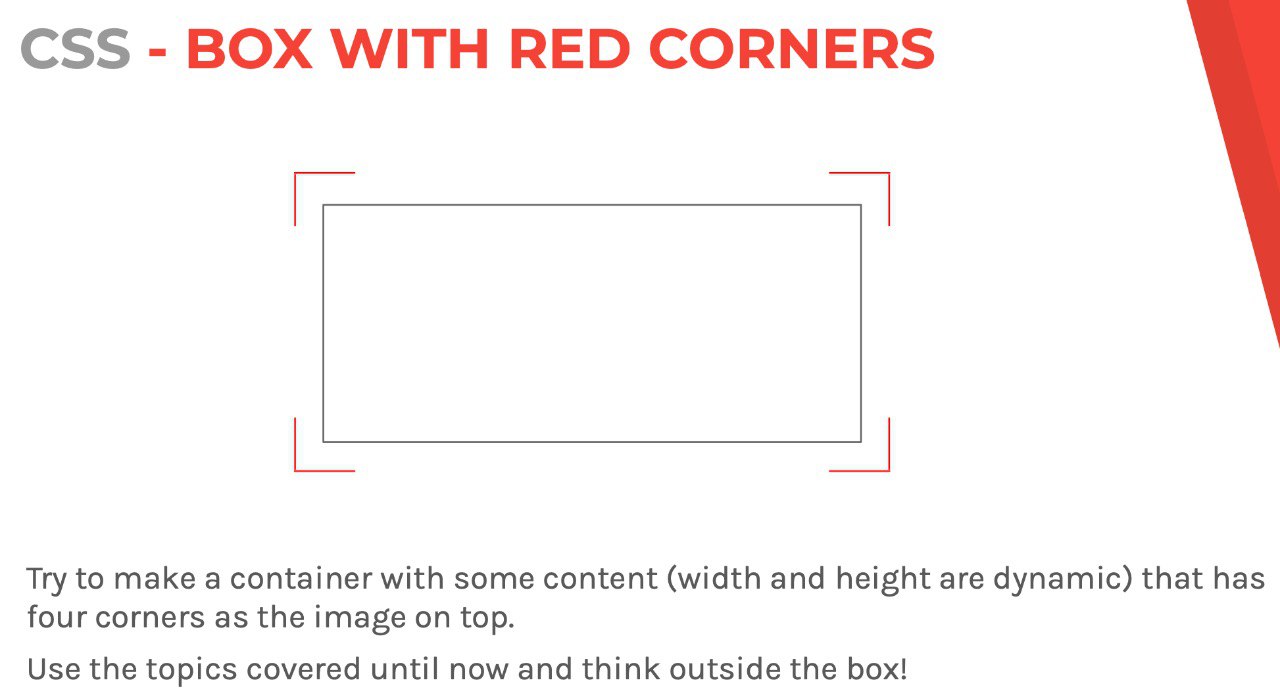 CSS - BOX WITH RED CORNERS
Try to make a container with some content (width and height are dynamic) that has
four corners as the image on top.
Use the topics covered until now and think outside the box!